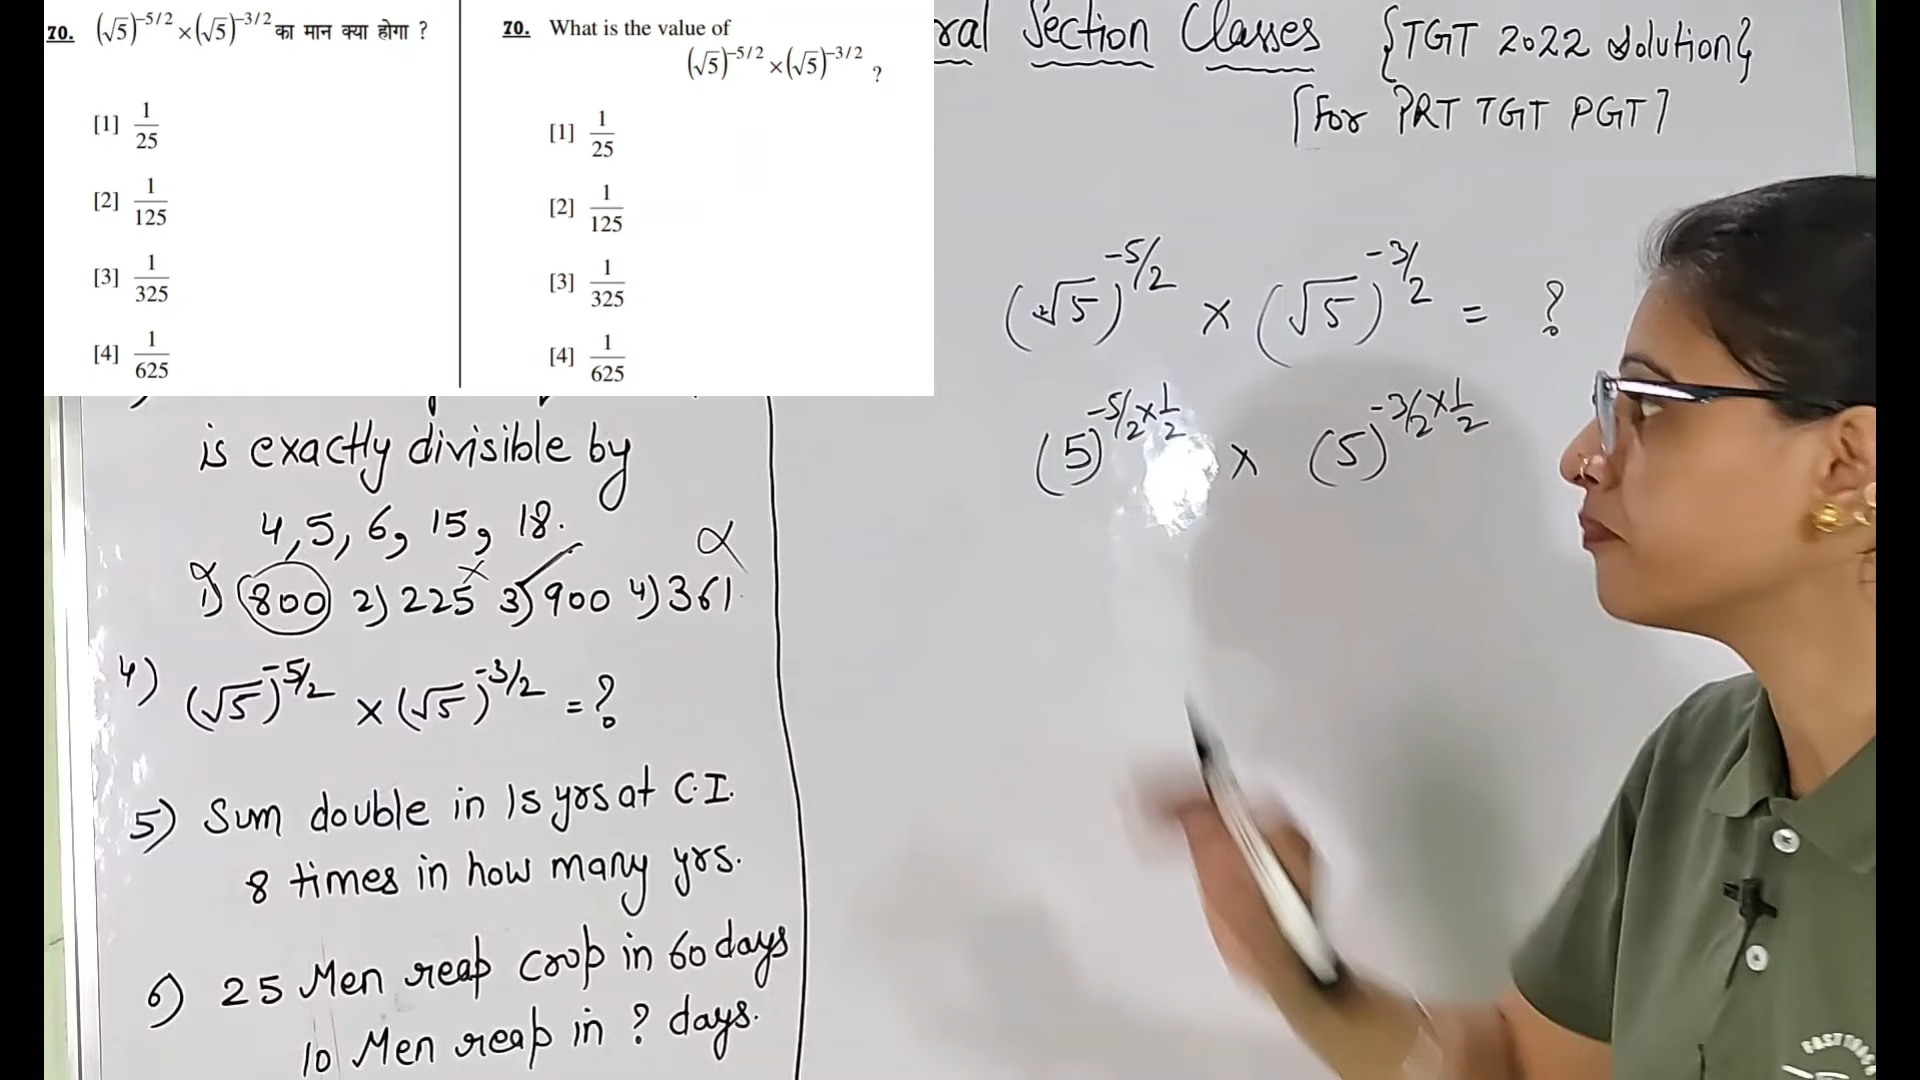 70. (√5)^-5/2 × (√5)^-3/2 का मान क्या होगा ?
[1] 1/25
[2] 1/125
[3] 1/325
[4] 1/625
70. What is the value of
(√5)^-5/2 × (√5)^-3/2 ?
[1] 1/25
[2] 1/125
[3] 1/325
[4] 1/625
Section Classes {TGT 2022 Solution}
[For PRT TGT PGT]
(²√5)^-5/2 × (√5)^-3/2 = ?
(5)^-5/2×1/2 × (5)^-3/2×1/2
is exactly divisible by
4, 5, 6, 15, 18.
1) 800 2) 225 3) 900 4) 361
4) (√5)^-5/2 × (√5)^-3/2 = ?
5) Sum double in 15 yrs at C.I.
8 times in how many yrs.
6) 25 Men reap crop in 60 days
10 Men reap in ? days.